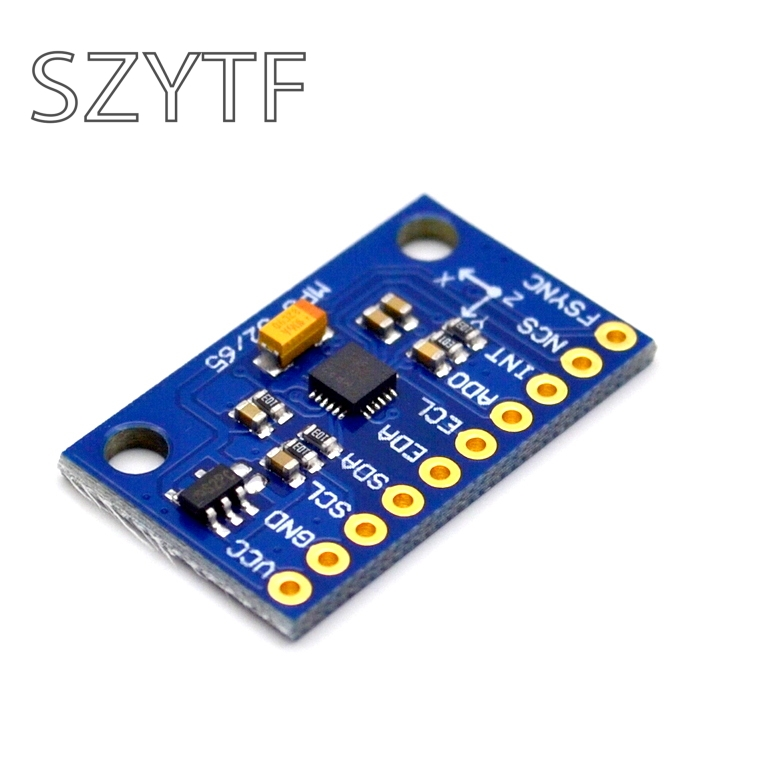 SZYTF
FSYNC
NCS
INT
ADO
ECL
EDA
SDA
SCL
GND
VCC
X
Z
Y